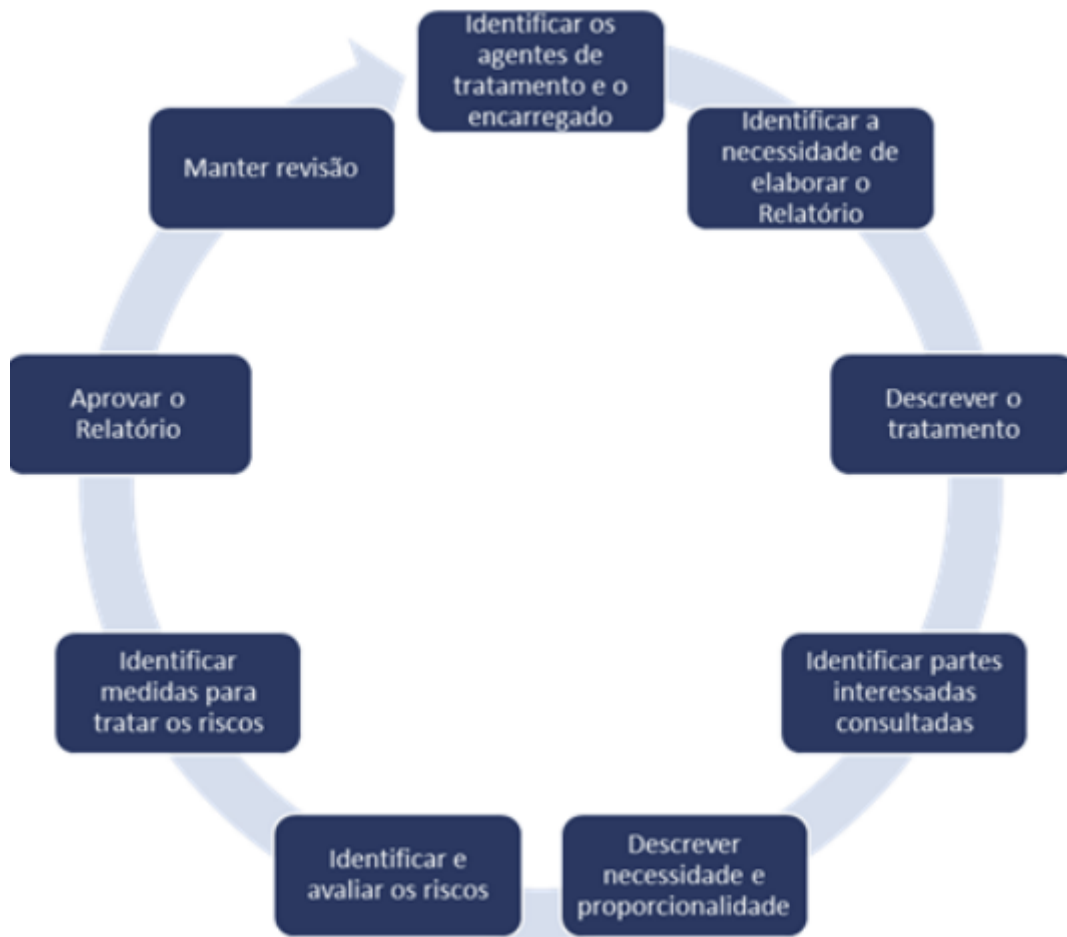 Identificar os
agentes de
tratamento e o
encarregado
Identificar a
necessidade de
elaborar o
Relatório
Descrever o
tratamento
Identificar partes
interessadas
consultadas
Descrever
necessidade e
proporcionalidade
Identificar e
avaliar os riscos
Identificar
medidas para
tratar os riscos
Aprovar o
Relatório
Manter revisão